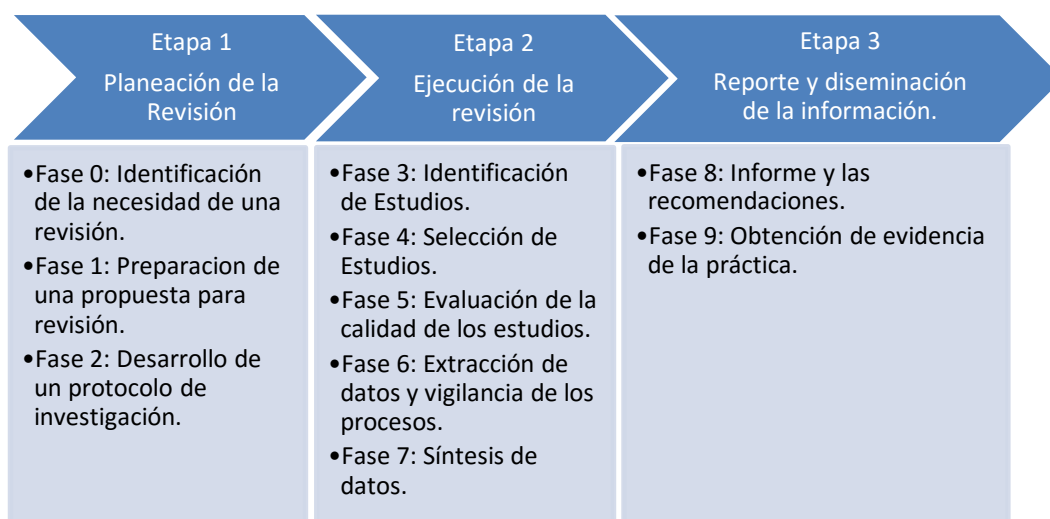 Etapa 1
Planeación de la
Revisión
•Fase 0: Identificación
de la necesidad de una
revisión.
•Fase 1: Preparacion de
una propuesta para
revisión.
•Fase 2: Desarrollo de
un protocolo de
investigación.
Etapa 2
Ejecución de la
revisión
•Fase 3: Identificación
de Estudios.
•Fase 4: Selección de
Estudios.
•Fase 5: Evaluación de la
calidad de los estudios.
•Fase 6: Extracción de
datos y vigilancia de los
procesos.
•Fase 7: Síntesis de
datos.
Etapa 3
Reporte y diseminación
de la información.
•Fase 8: Informe y las
recomendaciones.
•Fase 9: Obtención de evidencia
de la práctica.